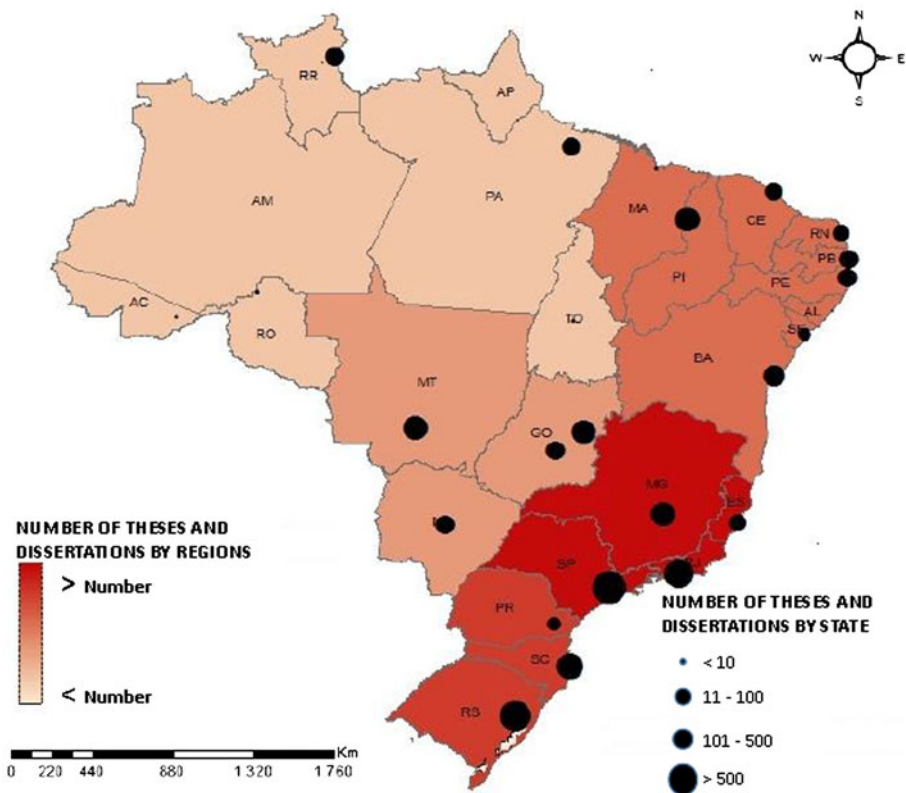 N
W E
S
RR
AP
AM
PA
MA
CE
RN
PB
PI
PE
AL
SE
AC
RO
TO
BA
MT
GO
MG
ES
SP
RJ
PR
SC
RS
NUMBER OF THESES AND
DISSERTATIONS BY REGIONS
> Number
< Number
Km
0 220 440 880 1 320 1 760
NUMBER OF THESES AND
DISSERTATIONS BY STATE
< 10
11 - 100
101 - 500
> 500